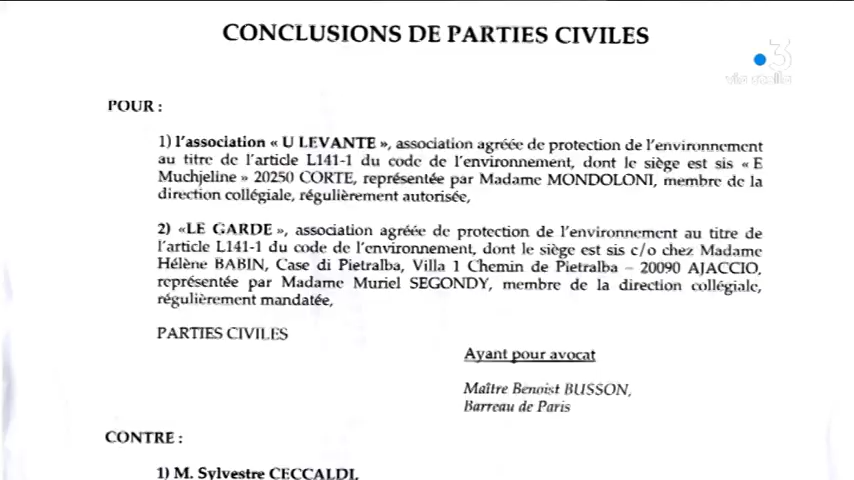 CONCLUSIONS DE PARTIES CIVILES
3
via stella
POUR :
1) l'association « U LEVANTE », association agréée de protection de l'environnement
au titre de l'article L141-1 du code de l'environnement, dont le siège est sis « E
Muchjeline » 20250 CORTE, représentée par Madame MONDOLONI, membre de la
direction collégiale, régulièrement autorisée,
2) «LE GARDE », association agréée de protection de l'environnement au titre de
l'article L141-1 du code de l'environnement, dont le siège est sis c/o chez Madame
Hélène BABIN, Case di Pietralba, Villa 1 Chemin de Pietralba – 20090 AJACCIO,
représentée par Madame Muriel SEGONDY, membre de la direction collégiale,
régulièrement mandatée,
PARTIES CIVILES
Ayant pour avocat
Maître Benoist BUSSON,
Barreau de Paris
CONTRE :
1) M. Sylvestre CECCALDI,